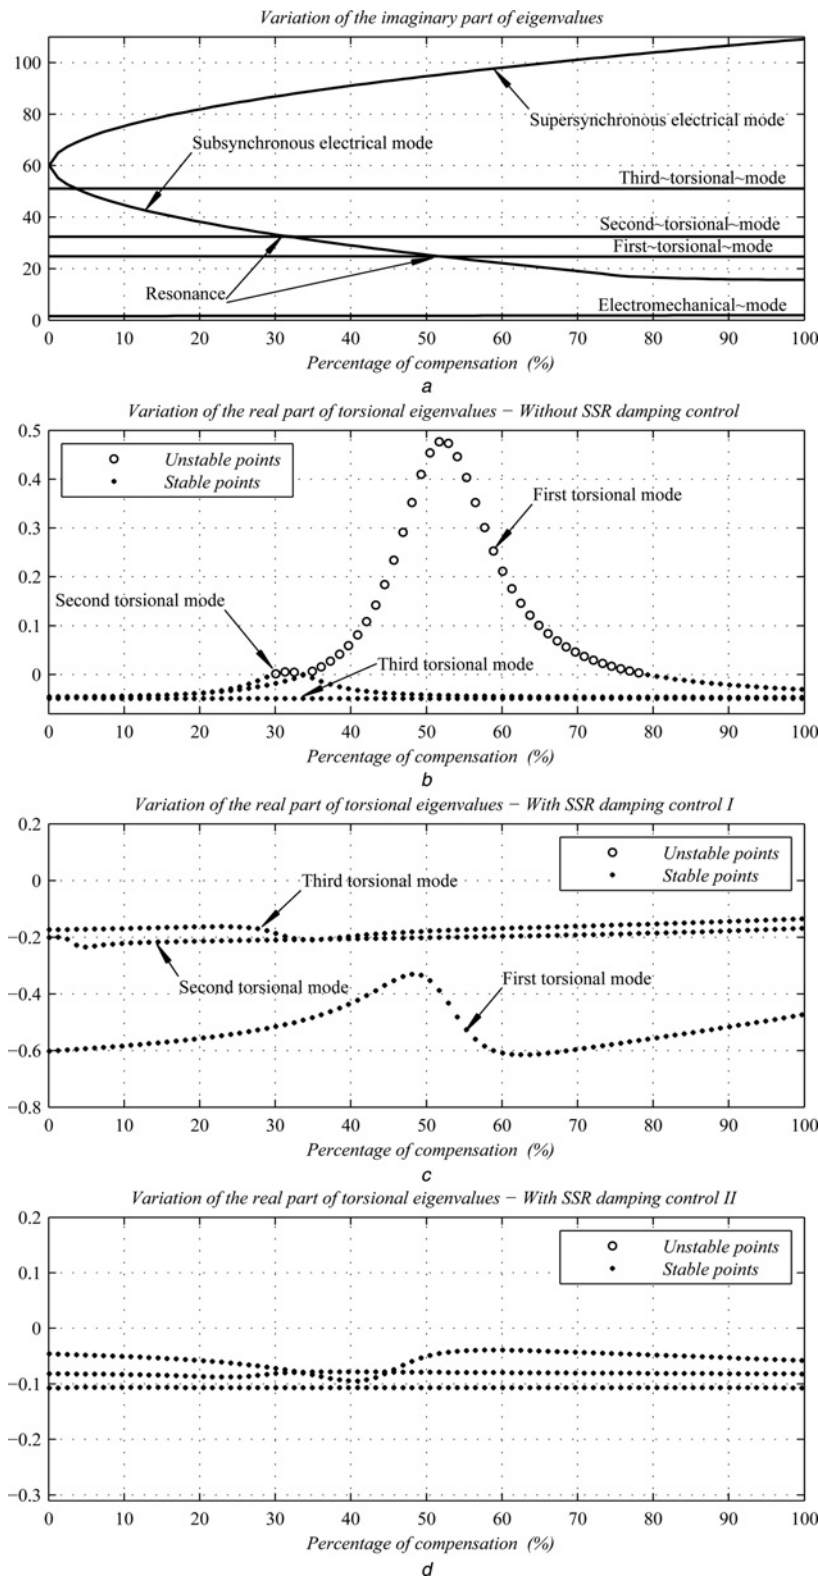 Variation of the imaginary part of eigenvalues
100
80
60
40
20
0
Supersynchronous electrical mode
Subsynchronous electrical mode
Third~torsional~mode
Second~torsional~mode
First~torsional~mode
Resonance
Electromechanical~mode
0 10 20 30 40 50 60 70 80 90 100
Percentage of compensation (%)
a
Variation of the real part of torsional eigenvalues − Without SSR damping control
0.5
0.4
0.3
0.2
0.1
0
Unstable points
Stable points
First torsional mode
Second torsional mode
Third torsional mode
0 10 20 30 40 50 60 70 80 90 100
Percentage of compensation (%)
b
Variation of the real part of torsional eigenvalues − With SSR damping control I
0.2
0
−0.2
−0.4
−0.6
−0.8
Unstable points
Stable points
Third torsional mode
Second torsional mode
First torsional mode
0 10 20 30 40 50 60 70 80 90 100
Percentage of compensation (%)
c
Variation of the real part of torsional eigenvalues − With SSR damping control II
0.2
0.1
0
−0.1
−0.2
−0.3
Unstable points
Stable points
0 10 20 30 40 50 60 70 80 90 100
Percentage of compensation (%)
d